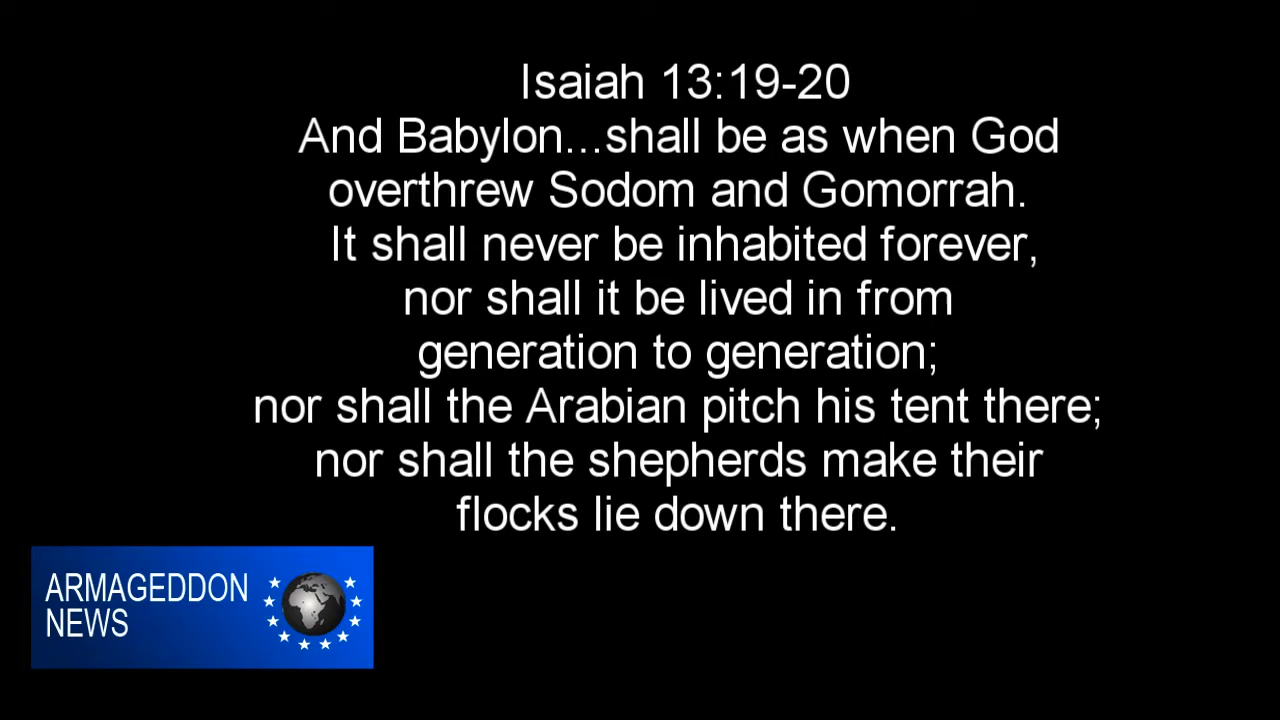 Isaiah 13:19-20
And Babylon...shall be as when God
overthrew Sodom and Gomorrah.
It shall never be inhabited forever,
nor shall it be lived in from
generation to generation;
nor shall the Arabian pitch his tent there;
nor shall the shepherds make their
flocks lie down there.
ARMAGEDDON
NEWS